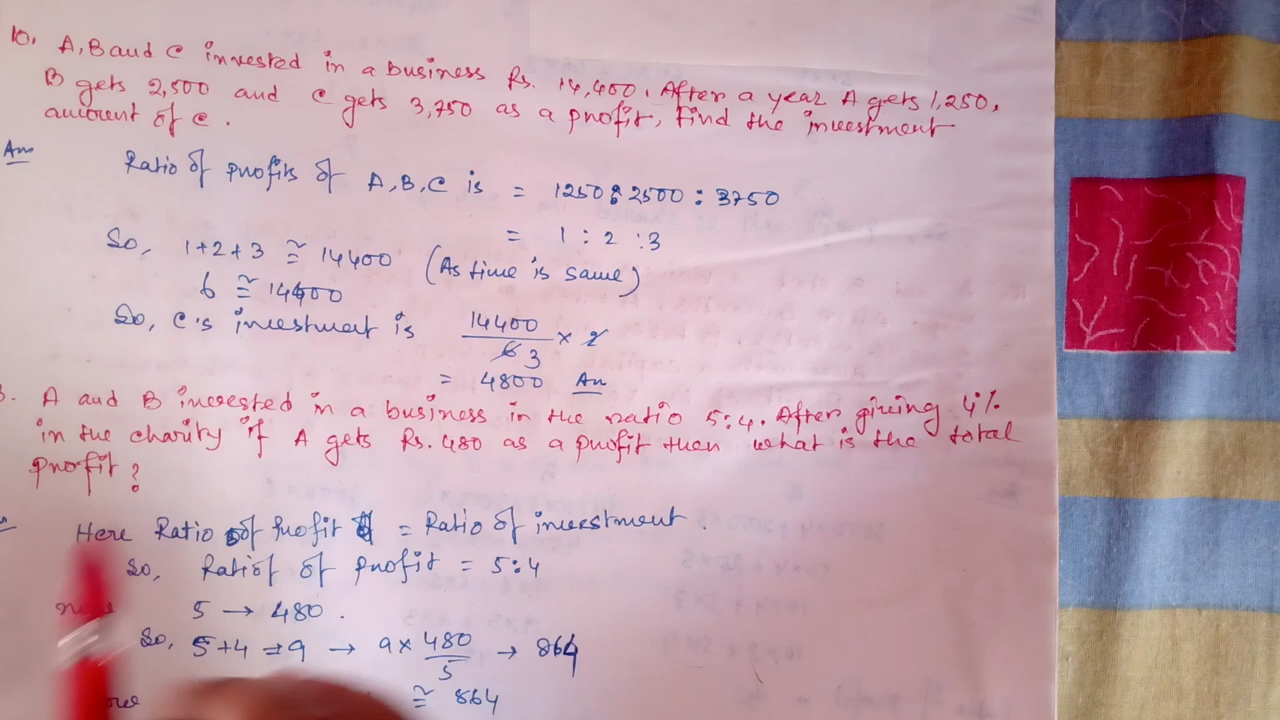 10. A, B and C invested in a business Rs. 14,400. After a year A gets 1,250,
B gets 2,500 and C gets 3,750 as a profit, find the investment
amount of C.
Ans Ratio of profits of A, B, C is = 1250 : 2500 : 3750
= 1 : 2 : 3
So, 1+2+3 ≅ 14400 (As time is same)
6 ≅ 14400
So, C's investment is 14400/6 3 × 2
= 4800 An
3. A and B invested in a business in the ratio 5:4. After giving 4%
in the charity if A gets Rs. 480 as a profit then what is the total
profit?
Here Ratio of Profit = Ratio of investment.
So, Ratiof of profit = 5:4
5 → 480.
So, 5+4 = 9 → 9 × 480/5 → 864
≅ 864